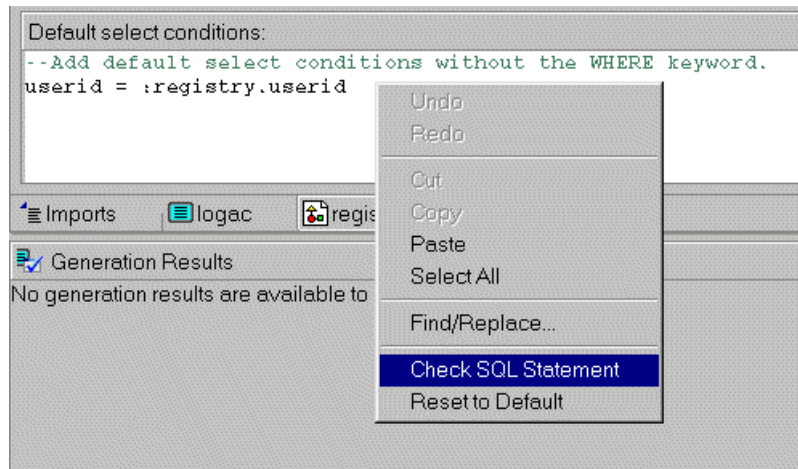 Default select conditions:
--Add default select conditions without the WHERE keyword.
userid = :registry.userid
Undo
Redo
Cut
Copy
Paste
Select All
Find/Replace...
Check SQL Statement
Reset to Default
Imports logac regis
Generation Results
No generation results are available to